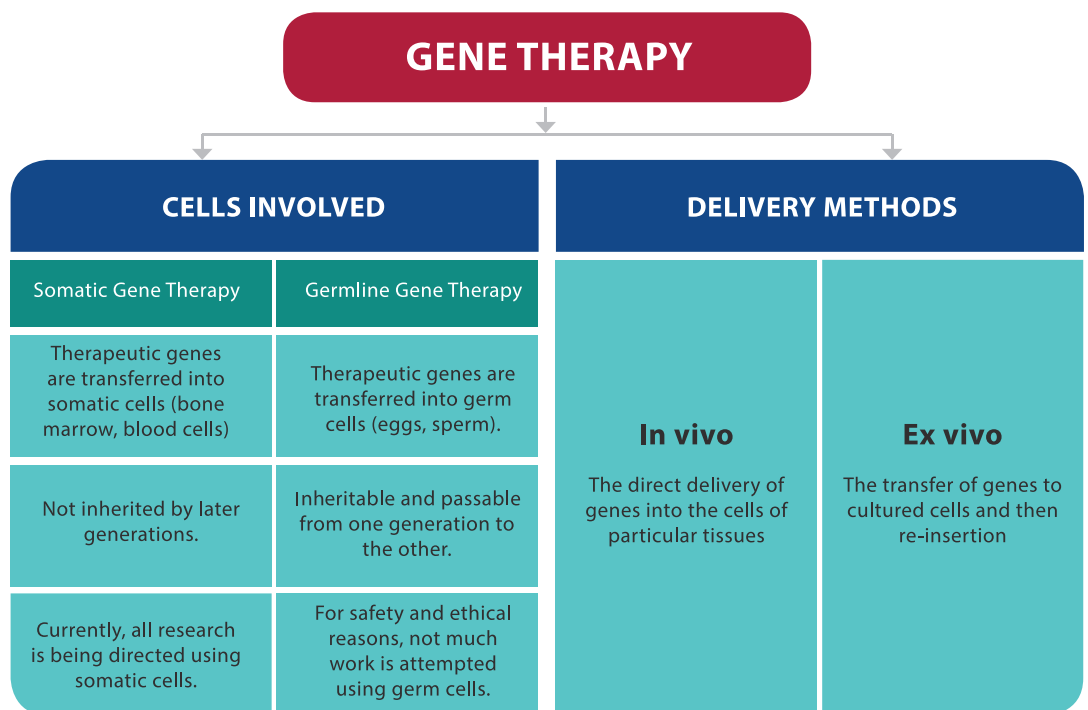 GENE THERAPY
CELLS INVOLVED
Somatic Gene Therapy
Germline Gene Therapy
Therapeutic genes
are transferred into
somatic cells (bone
marrow, blood cells)
Therapeutic genes are
transferred into germ
cells (eggs, sperm).
Not inherited by later
generations.
Inheritable and passable
from one generation to
the other.
Currently, all research
is being directed using
somatic cells.
For safety and ethical
reasons, not much
work is attempted
using germ cells.
DELIVERY METHODS
In vivo
The direct delivery of
genes into the cells of
particular tissues
Ex vivo
The transfer of genes to
cultured cells and then
re-insertion